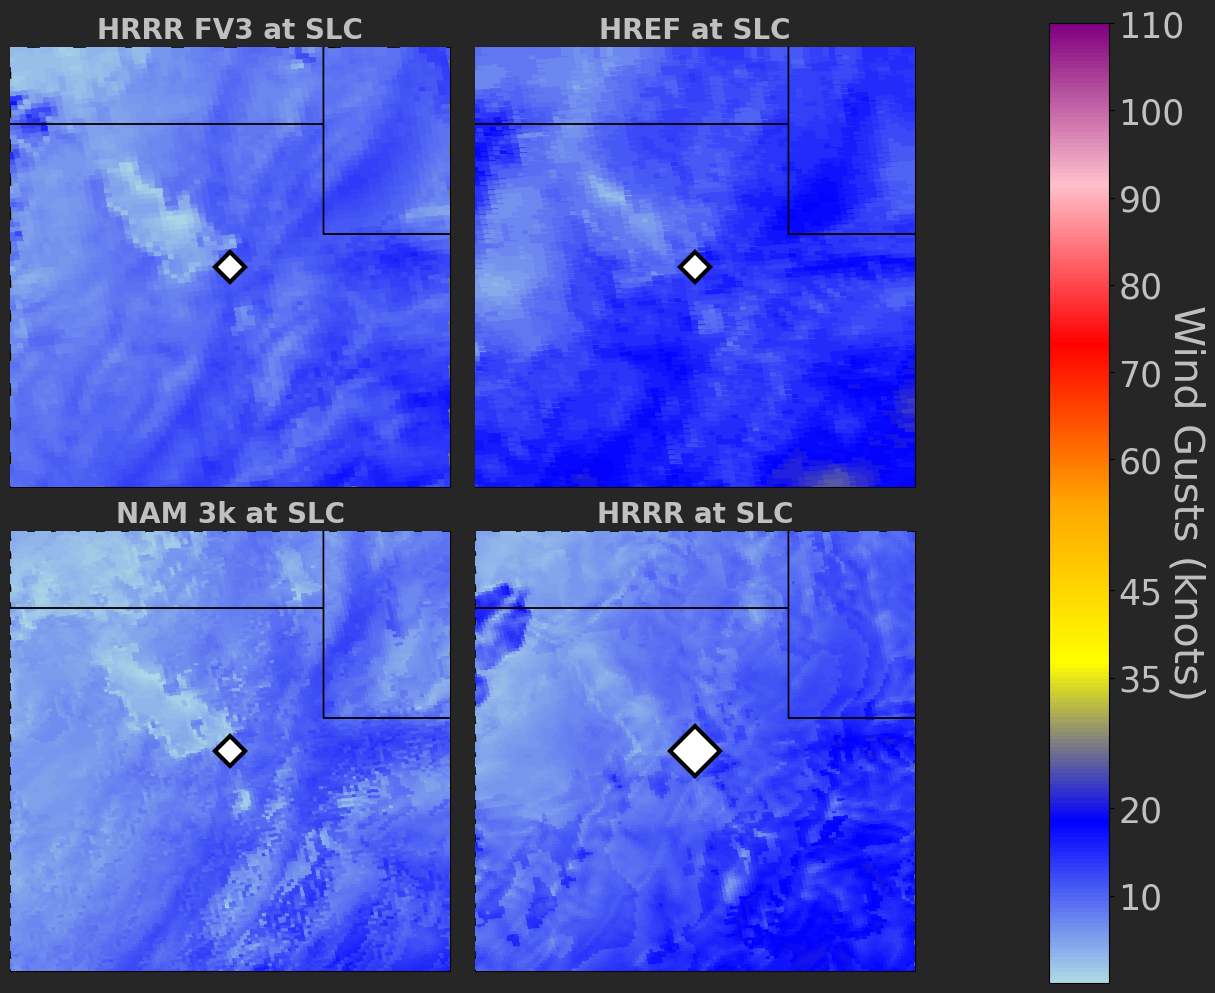 HRRR FV3 at SLC
HREF at SLC
NAM 3k at SLC
HRRR at SLC
110
100
90
80
70
60
45
35
20
10
Wind Gusts (knots)